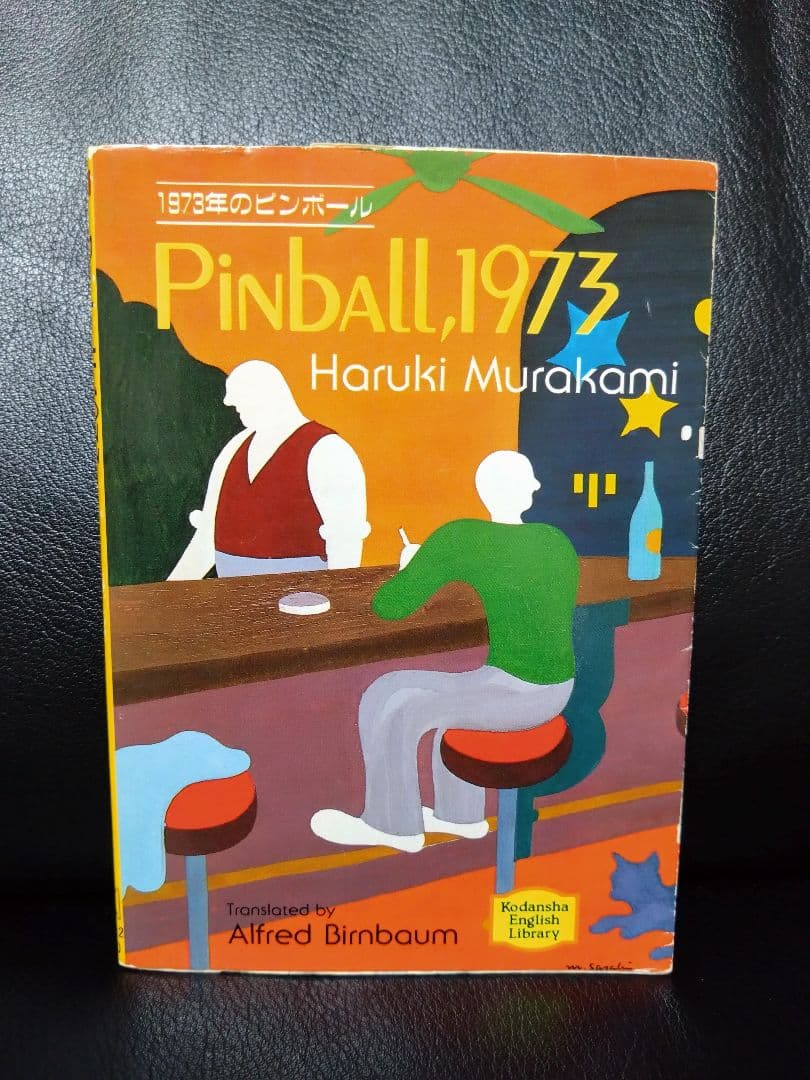 1973年のピンボール
Pinball,1973
Haruki Murakami
Translated by
Alfred Birnbaum
Kodansha
English
Library
m. sasaki